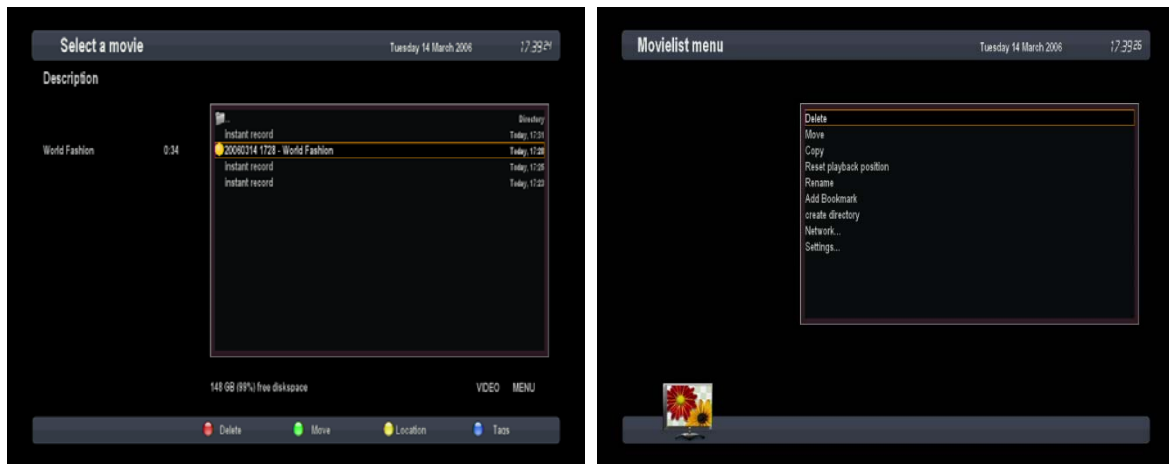 Select a movie Tuesday 14 March 2006 17:39:24
Description
.. Directory
instant record Today, 17:31
World Fashion 0:34 20060314 1728 - World Fashion Today, 17:28
instant record Today, 17:25
instant record Today, 17:23
148 GB (99%) free diskspace VIDEO MENU
Delete Move Location Tags
Movielist menu Tuesday 14 March 2006 17:39:26
Delete
Move
Copy
Reset playback position
Rename
Add Bookmark
create directory
Network...
Settings...